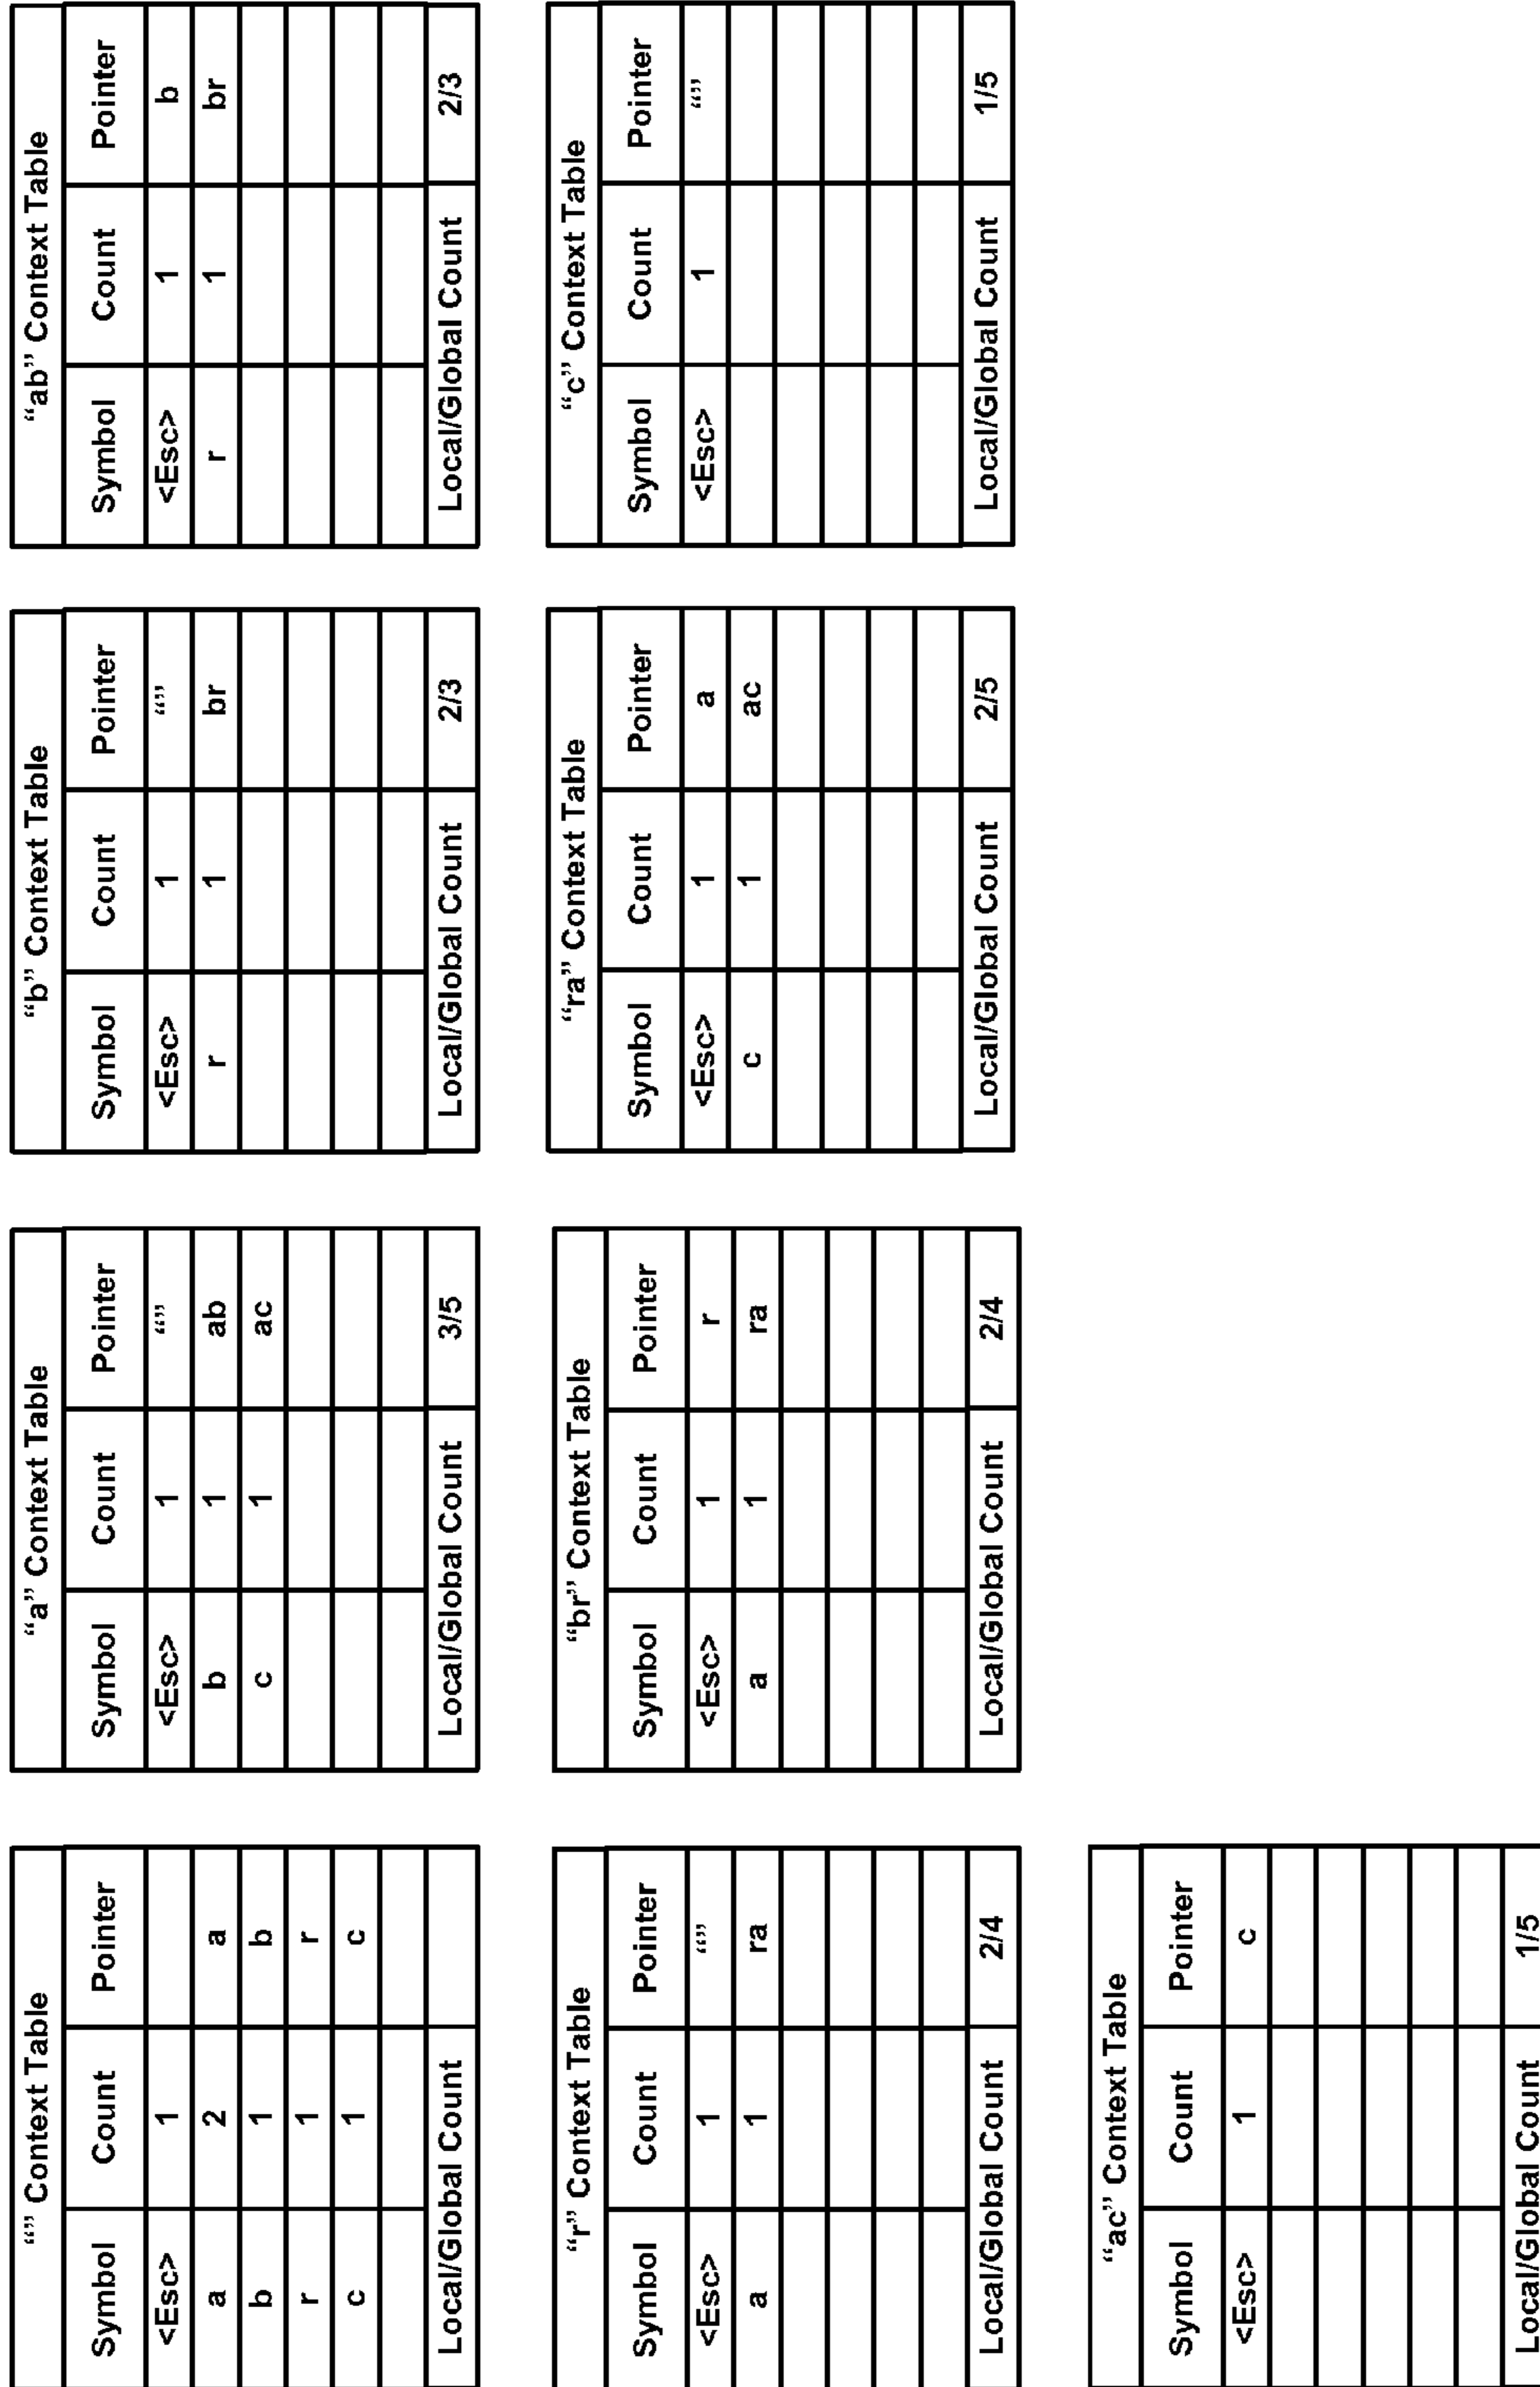 “” Context Table
Symbol Count Pointer
<Esc> 1
a 2 a
b 1 b
r 1 r
c 1 c
Local/Global Count
“a” Context Table
Symbol Count Pointer
<Esc> 1 “”
b 1 ab
c 1 ac
Local/Global Count 3/5
“b” Context Table
Symbol Count Pointer
<Esc> 1 “”
r 1 br
Local/Global Count 2/3
“ab” Context Table
Symbol Count Pointer
<Esc> 1 b
r 1 br
Local/Global Count 2/3
“r” Context Table
Symbol Count Pointer
<Esc> 1 “”
a 1 ra
Local/Global Count 2/4
“br” Context Table
Symbol Count Pointer
<Esc> 1 r
a 1 ra
Local/Global Count 2/4
“ra” Context Table
Symbol Count Pointer
<Esc> 1 a
c 1 ac
Local/Global Count 2/5
“c” Context Table
Symbol Count Pointer
<Esc> 1 “”
Local/Global Count 1/5
“ac” Context Table
Symbol Count Pointer
<Esc> 1 c
Local/Global Count 1/5